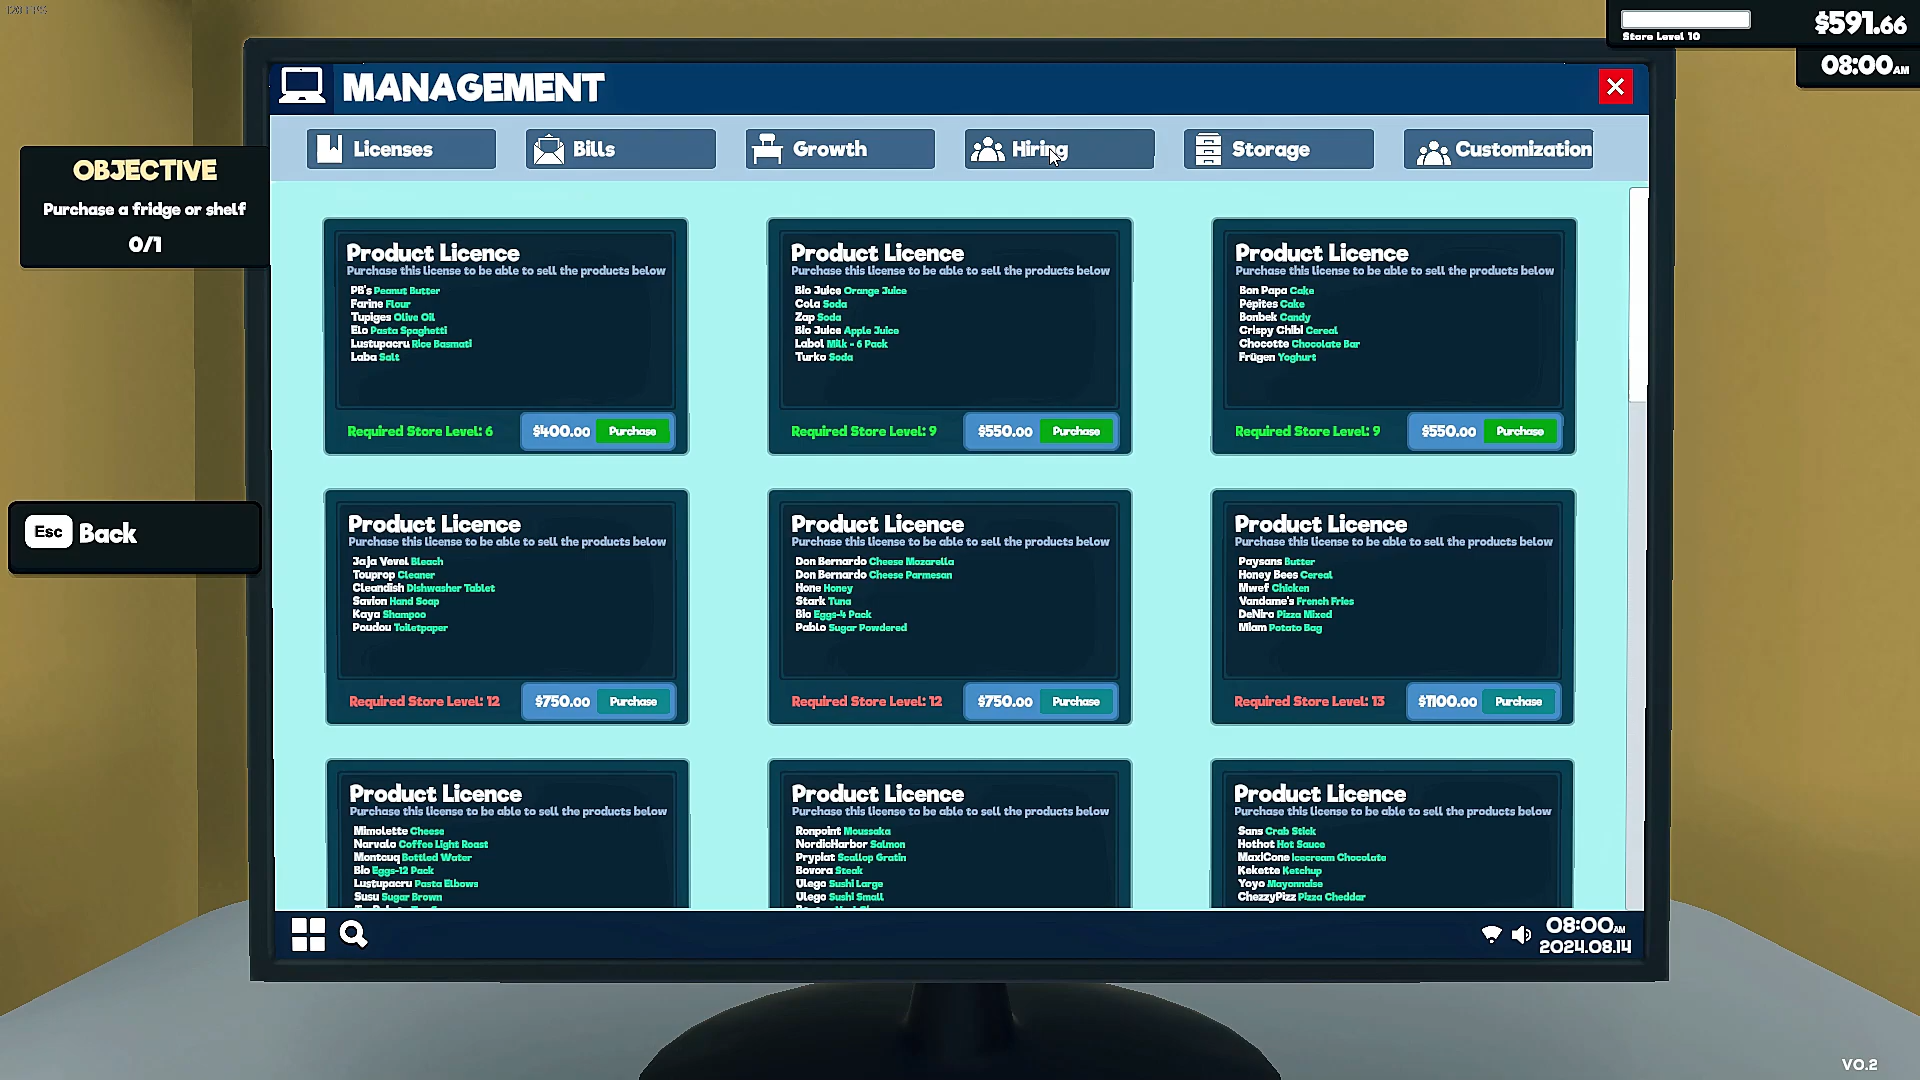 $591.66
Store Level 10
08:00AM
MANAGEMENT
Licenses
Bills
Growth
Hiring
Storage
Customization
OBJECTIVE
Purchase a fridge or shelf
0/1
Esc Back
Product Licence
Purchase this license to be able to sell the products below
PB's Peanut Butter
Farine Flour
Tupiges Olive Oil
Elo Pasta Spaghetti
Lustupacru Rice Basmati
Laba Salt
Required Store Level: 6
$400.00 Purchase
Product Licence
Purchase this license to be able to sell the products below
Bio Juice Orange Juice
Cola Soda
Zap Soda
Bio Juice Apple Juice
Labol Milk - 6 Pack
Turko Soda
Required Store Level: 9
$550.00 Purchase
Product Licence
Purchase this license to be able to sell the products below
Bon Papa Cake
Pépites Cake
Bonbek Candy
Crispy Chibi Cereal
Chocotte Chocolate Bar
Frügen Yoghurt
Required Store Level: 9
$550.00 Purchase
Product Licence
Purchase this license to be able to sell the products below
Jaja Vevel Bleach
Touprop Cleaner
Cleandish Dishwasher Tablet
Savion Hand Soap
Kaya Shampoo
Poudou Toiletpaper
Required Store Level: 12
$750.00 Purchase
Product Licence
Purchase this license to be able to sell the products below
Don Bernardo Cheese Mozarella
Don Bernardo Cheese Parmesan
Hone Honey
Stark Tuna
Bio Eggs-4 Pack
Pablo Sugar Powdered
Required Store Level: 12
$750.00 Purchase
Product Licence
Purchase this license to be able to sell the products below
Paysans Butter
Honey Bees Cereal
Mwef Chicken
Vandame's French Fries
DeNiro Pizza Mixed
Miam Potato Bag
Required Store Level: 13
$1100.00 Purchase
Product Licence
Purchase this license to be able to sell the products below
Mimolette Cheese
Narvalo Coffee Light Roast
Montcuq Bottled Water
Bio Eggs-12 Pack
Lustupacru Pasta Elbows
Susu Sugar Brown
Product Licence
Purchase this license to be able to sell the products below
Ronpoint Moussaka
NordicHarbor Salmon
Prypiat Scallop Gratin
Bovora Steak
Ulego Sushi Large
Ulego Sushi Small
Product Licence
Purchase this license to be able to sell the products below
Sans Crab Stick
Hothot Hot Sauce
MaxiCone Icecream Chocolate
Kekette Ketchup
Yoyo Mayonnaise
ChezzyPizz Pizza Cheddar
08:00AM
2024.08.14
V0.2